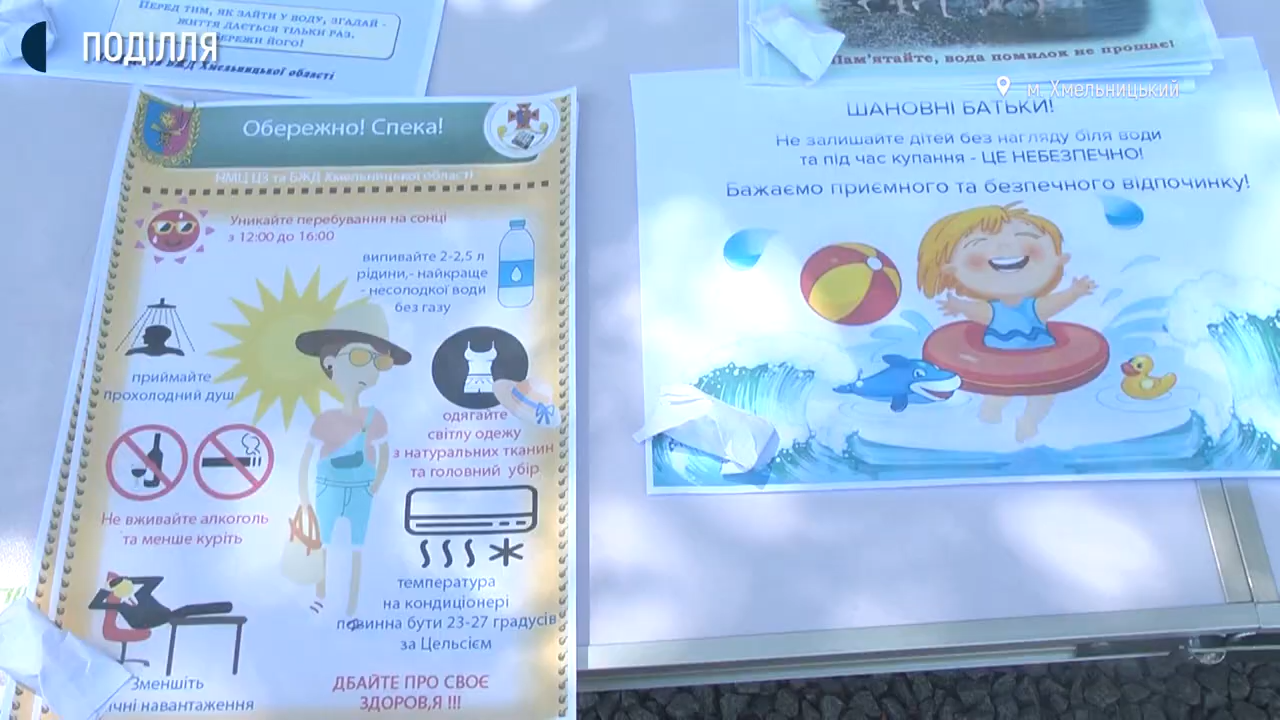 ПОДІЛЛЯ
м. Хмельницький
ПЕРЕД ТИМ, ЯК ЗАЙТИ У ВОДУ, ЗГАДАЙ -
ЖИТТЯ ДАЄТЬСЯ ТІЛЬКИ РАЗ,
ЙОГО!
БЖД Хмельницької області
Пам'ятайте, вода помилок не прощає!
Обережно! Спека!
НМЦ ЦЗ та БЖД Хмельницької області
Уникайте перебування на сонці
з 12:00 до 16:00
випивайте 2-2,5 л
рідини,- найкраще
- несолодкої води
без газу
приймайте
прохолодний душ
одягайте
світлу одежу
з натуральних тканин
та головний убір
Не вживайте алкоголь
та менше куріть
температура
на кондиціонері
повинна бути 23-27 градусів
за Цельсієм
Зменшіть
навантаження
ДБАЙТЕ ПРО СВОЄ
ЗДОРОВ,Я !!!
ШАНОВНІ БАТЬКИ!
Не залишайте дітей без нагляду біля води
та під час купання - ЦЕ НЕБЕЗПЕЧНО!
Бажаємо приємного та безпечного відпочинку!